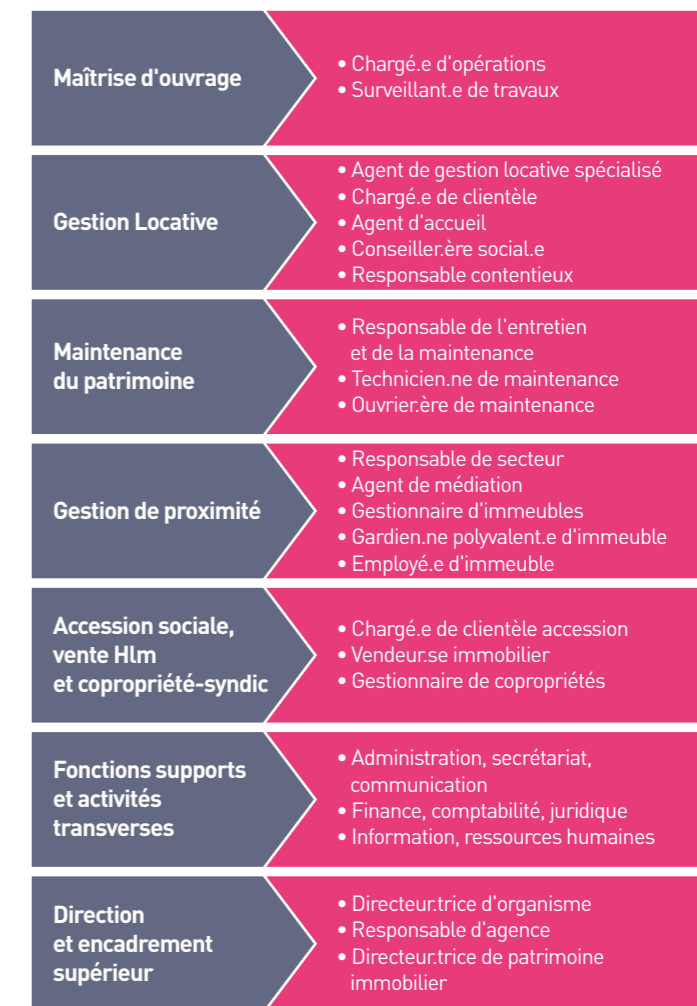 Maîtrise d'ouvrage
• Chargé.e d'opérations
• Surveillant.e de travaux
Gestion Locative
• Agent de gestion locative spécialisé
• Chargé.e de clientèle
• Agent d'accueil
• Conseiller.ère social.e
• Responsable contentieux
Maintenance
du patrimoine
• Responsable de l'entretien
et de la maintenance
• Technicien.ne de maintenance
• Ouvrier.ère de maintenance
Gestion de proximité
• Responsable de secteur
• Agent de médiation
• Gestionnaire d'immeubles
• Gardien.ne polyvalent.e d'immeuble
• Employé.e d'immeuble
Accession sociale,
vente Hlm
et copropriété-syndic
• Chargé.e de clientèle accession
• Vendeur.se immobilier
• Gestionnaire de copropriétés
Fonctions supports
et activités
transverses
• Administration, secrétariat,
communication
• Finance, comptabilité, juridique
• Information, ressources humaines
Direction
et encadrement
supérieur
• Directeur.trice d'organisme
• Responsable d'agence
• Directeur.trice de patrimoine
immobilier